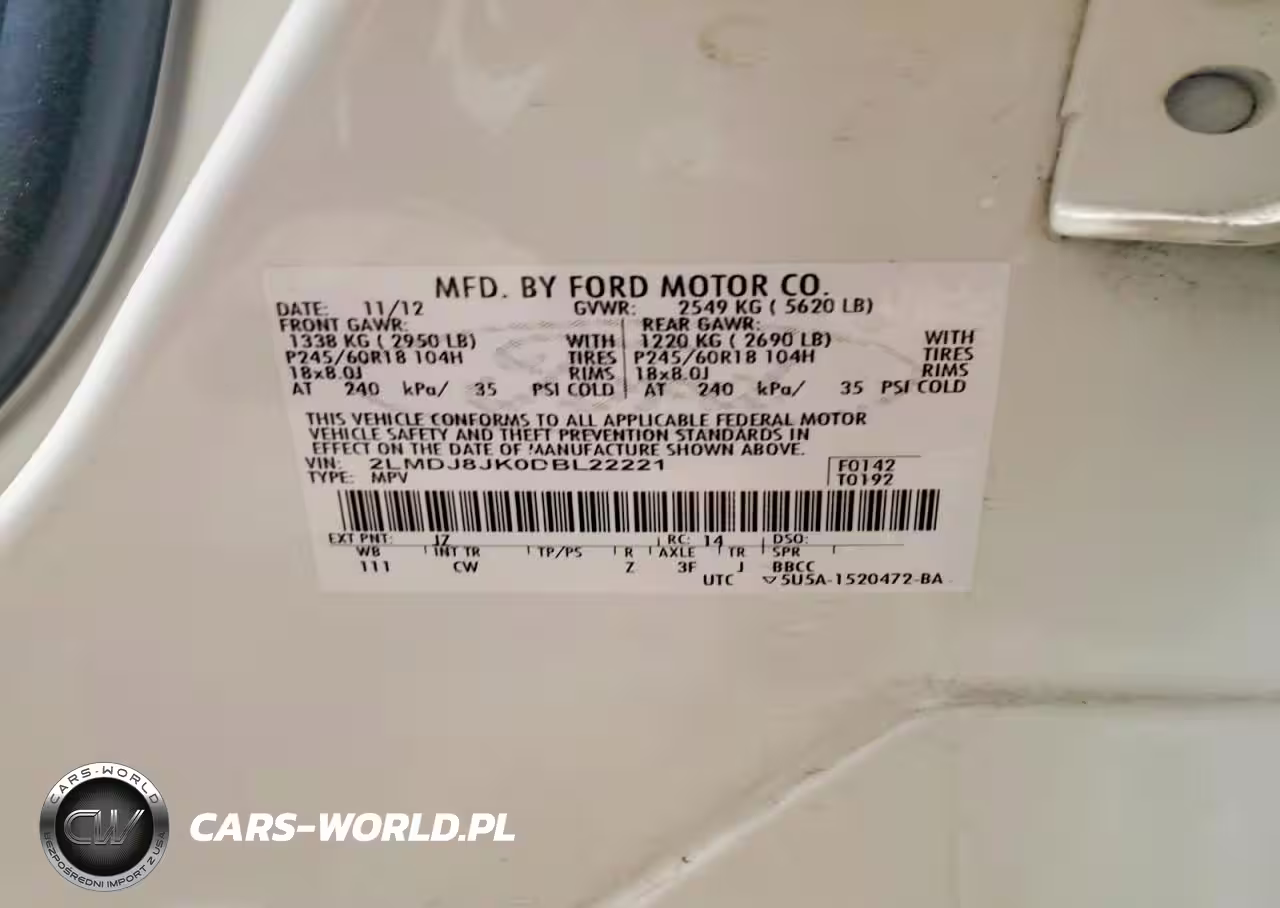 MFD. BY FORD MOTOR CO.
DATE: 11/12 GVWR: 2549 KG ( 5620 LB)
FRONT GAWR: REAR GAWR:
1338 KG ( 2950 LB) WITH 1220 KG ( 2690 LB) WITH
P245/60R18 104H TIRES P245/60R18 104H TIRES
18x8.0J RIMS 18x8.0J RIMS
AT 240 kPa/ 35 PSI COLD AT 240 kPa/ 35 PSI COLD
THIS VEHICLE CONFORMS TO ALL APPLICABLE FEDERAL MOTOR
VEHICLE SAFETY AND THEFT PREVENTION STANDARDS IN
EFFECT ON THE DATE OF MANUFACTURE SHOWN ABOVE.
VIN: 2LMDJ8JK0DBL22221 F0142
TYPE: MPV T0192
EXT PNT: JZ RC: 14 DSO:
WB INT TR TP/PS R AXLE TR SPR
111 CW Z 3F J BBCC
UTC ▽5U5A-1520472-BA
CARS-WORLD
CW
BEZPOŚREDNI IMPORT Z USA
CARS-WORLD.PL